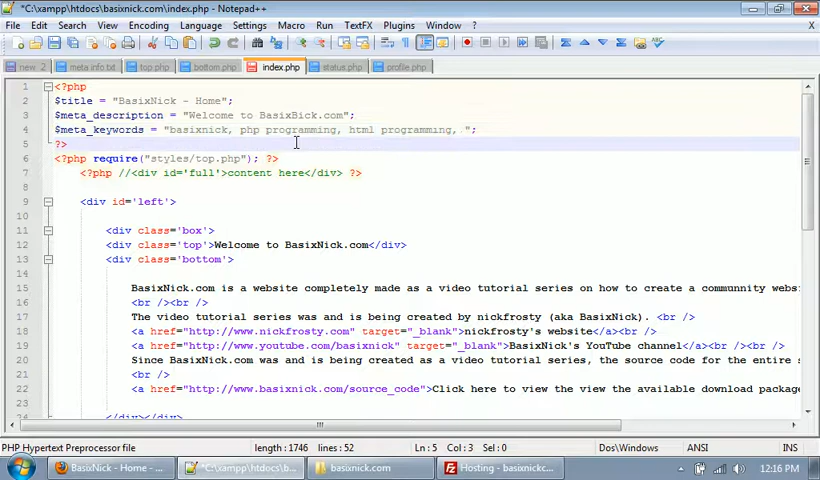 *C:\xampp\htdocs\basixnick.com\index.php - Notepad++
File Edit Search View Encoding Language Settings Macro Run TextFX Plugins Window ?
X
new 2 meta info.txt top.php bottom.php index.php status.php profile.php
1 <?php
2 $title = "BasixNick - Home";
3 $meta_description = "Welcome to BasixBick.com";
4 $meta_keywords = "basixnick, php programming, html programming, ";
5 ?>
6 <?php require("styles/top.php"); ?>
7 <?php //<div id='full'>content here</div> ?>
8
9 <div id='left'>
10
11 <div class='box'>
12 <div class='top'>Welcome to BasixNick.com</div>
13 <div class='bottom'>
14
15 BasixNick.com is a website completely made as a video tutorial series on how to create a community webs
16 <br /><br />
17 The video tutorial series was and is being created by nickfrosty (aka BasixNick). <br />
18 <a href="http://www.nickfrosty.com" target="_blank">nickfrosty's website</a><br />
19 <a href="http://www.youtube.com/basixnick" target="_blank">BasixNick's YouTube channel</a><br /><br />
20 Since BasixNick.com was and is being created as a video tutorial series, the source code for the entire s
21 <br />
22 <a href="http://www.basixnick.com/source_code">Click here to view the view the available download package
23
24 </div></div>
PHP Hypertext Preprocessor file length : 1746 lines : 52 Ln : 5 Col : 3 Sel : 0 Dos\Windows ANSI INS
BasixNick - Home - ... *C:\xampp\htdocs\b... basixnick.com Hosting - basixnickc... 12:16 PM